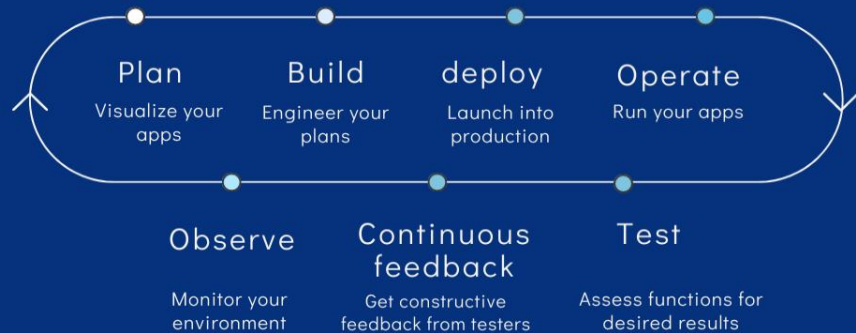 Plan
Visualize your
apps
Build
Engineer your
plans
deploy
Launch into
production
Operate
Run your apps
Observe
Monitor your
environment
Continuous
feedback
Get constructive
feedback from testers
Test
Assess functions for
desired results